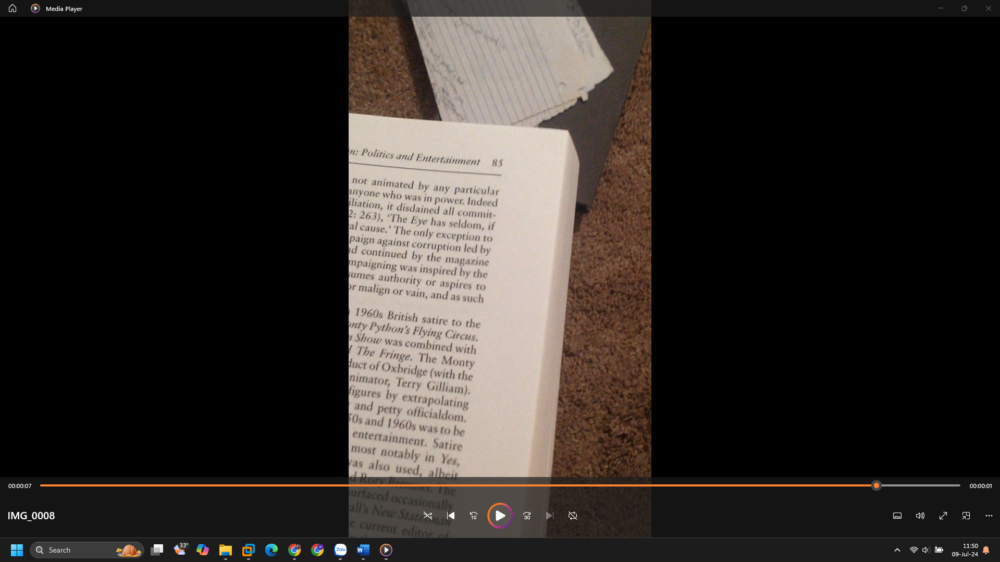 Media Player
n: Politics and Entertainment 85
not animated by any particular
anyone who was in power. Indeed
iliation, it disdained all commit-
2: 263), ‘The Eye has seldom, if
al cause.’ The only exception to
paign against corruption led by
d continued by the magazine
mpaigning was inspired by the
sumes authority or aspires to
or malign or vain, and as such
1960s British satire to the
onty Python’s Flying Circus.
n Show was combined with
d The Fringe. The Monty
duct of Oxbridge (with the
nimator, Terry Gilliam).
figures by extrapolating
and petty officialdom.
50s and 1960s was to be
entertainment. Satire
most notably in Yes,
was also used, albeit
d Rory Bremner. The
surfaced occasionally
all’s New Statesman
e current editor of
00:00:07
00:00:01
IMG_0008
10
30
Search
33°
Zalo
W
N
11:50
09-Jul-24